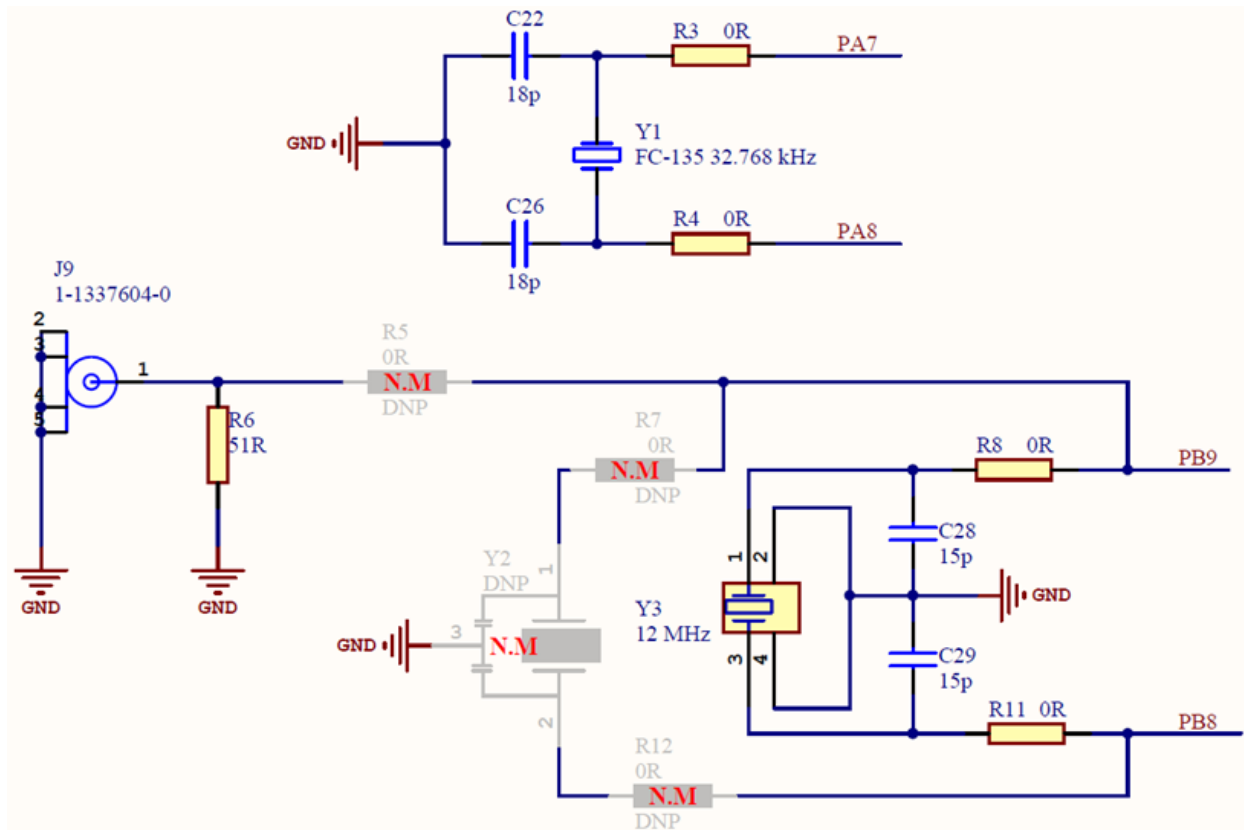 C22
R3 0R
PA7
18p
GND
Y1
FC-135 32.768 kHz
C26
R4 0R
PA8
18p
J9
1-1337604-0
2
3
4
5
1
R5
0R
N.M
DNP
R6
51R
R7
0R
N.M
DNP
R8 0R
PB9
C28
15p
1
2
Y2
DNP
1
GND
GND
GND
3
N.M
Y3
12 MHz
GND
3
4
C29
15p
2
R11 0R
PB8
R12
0R
N.M
DNP